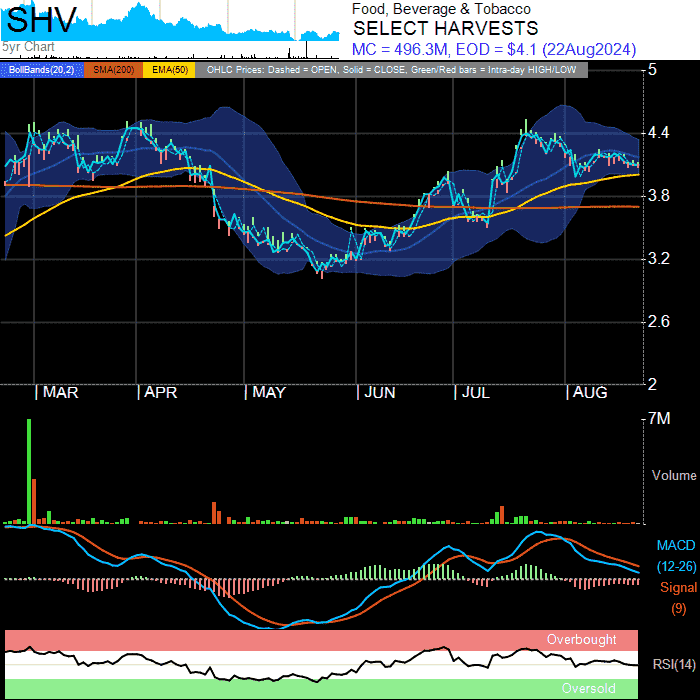 SHV
5yr Chart
Food, Beverage & Tobacco
SELECT HARVESTS
MC = 496.3M, EOD = $4.1 (22Aug2024)
BollBands(20,2) SMA(200) EMA(50) OHLC Prices: Dashed = OPEN, Solid = CLOSE, Green/Red bars = Intra-day HIGH/LOW
5
4.4
3.8
3.2
2.6
2
MAR APR MAY JUN JUL AUG
7M
Volume
MACD
(12-26)
Signal
(9)
Overbought
RSI(14)
Oversold